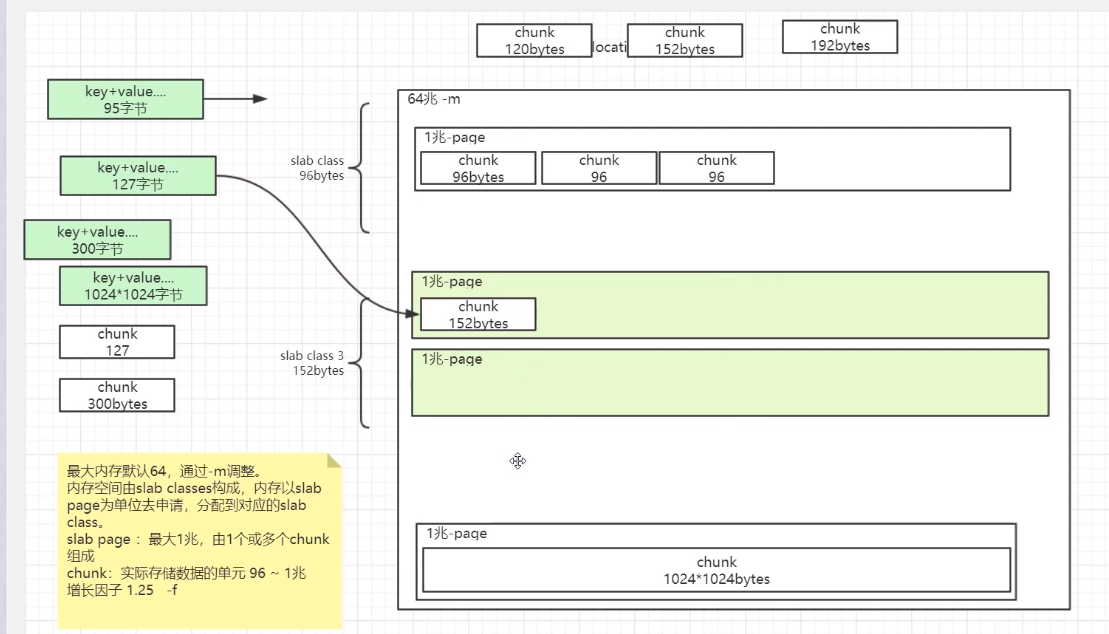 chunk
120bytes
locati
chunk
152bytes
chunk
192bytes
key+value....
95字节
key+value....
127字节
key+value....
300字节
key+value....
1024*1024字节
chunk
127
chunk
300bytes
slab class
96bytes
slab class 3
152bytes
64兆 -m
1兆-page
chunk
96bytes
chunk
96
chunk
96
1兆-page
chunk
152bytes
1兆-page
1兆-page
chunk
1024*1024bytes
最大内存默认64，通过-m调整。
内存空间由slab classes构成，内存以slab
page为单位去申请，分配到对应的slab
class。
slab page ：最大1兆，由1个或多个chunk
组成
chunk：实际存储数据的单元 96 ~ 1兆
增长因子 1.25 -f